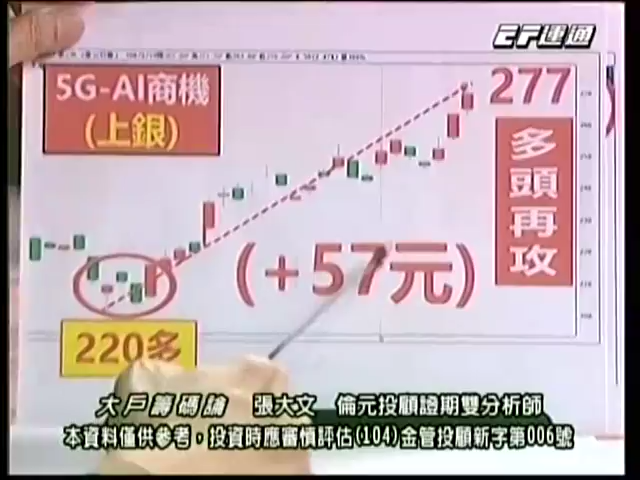 運通
5G-AI商機
(上銀)
277
多頭再攻
(+57元)
220多
大戶籌碼論 張大文 倫元投顧證期雙分析師
本資料僅供參考，投資時應審慎評估(104)金管投顧新字第006號